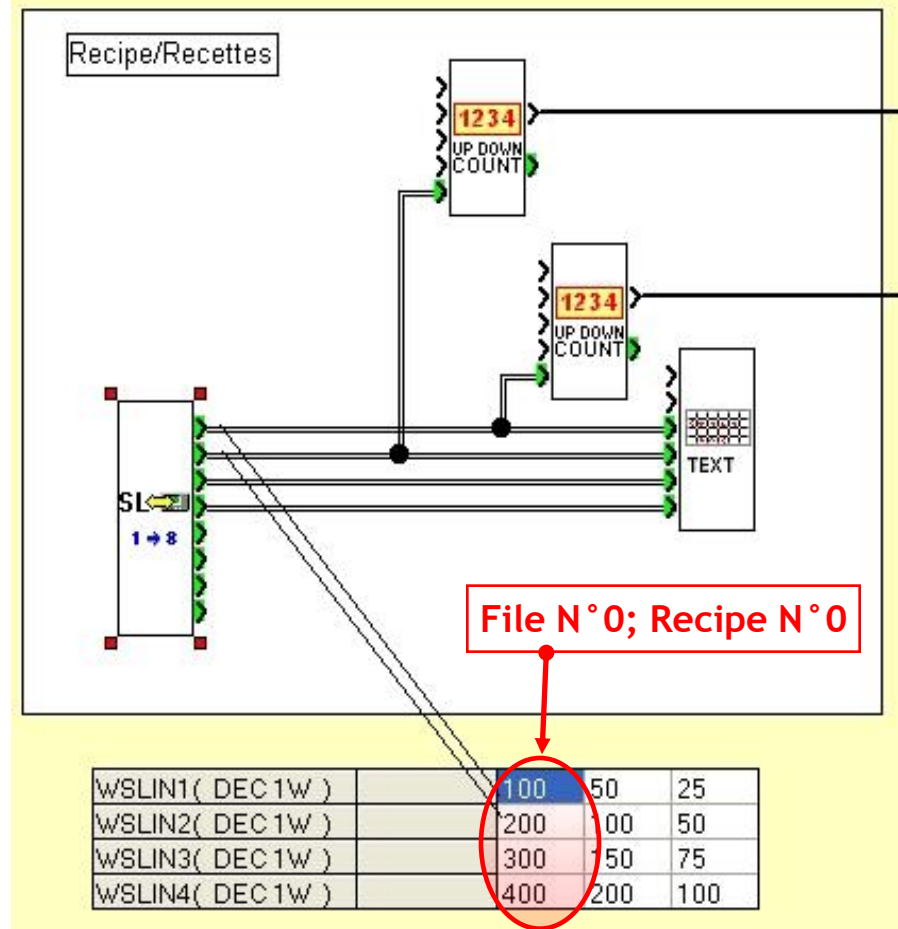 Recipe/Recettes
1234
UP DOWN
COUNT
1234
UP DOWN
COUNT
TEXT
SL
1 → 8
File N°0; Recipe N°0
WSLIN1( DEC1W ) 100 50 25
WSLIN2( DEC1W ) 200 100 50
WSLIN3( DEC1W ) 300 150 75
WSLIN4( DEC1W ) 400 200 100